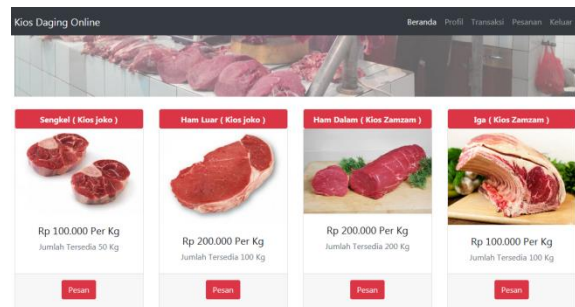 Kios Daging Online
Beranda Profil Transaksi Pesanan Keluar
Sengkel ( Kios joko )
Rp 100.000 Per Kg
Jumlah Tersedia 50 Kg
Pesan
Ham Luar ( Kios joko )
Rp 200.000 Per Kg
Jumlah Tersedia 100 Kg
Pesan
Ham Dalam ( Kios Zamzam )
Rp 200.000 Per Kg
Jumlah Tersedia 200 Kg
Pesan
Iga ( Kios Zamzam )
Rp 100.000 Per Kg
Jumlah Tersedia 100 Kg
Pesan